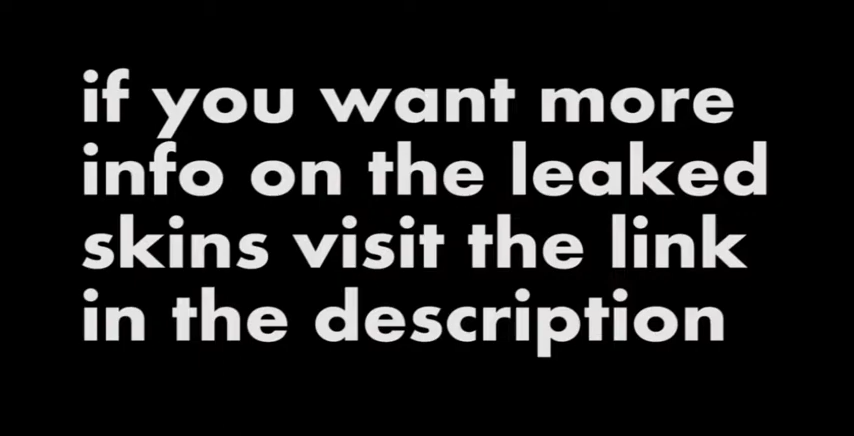 if you want more
info on the leaked
skins visit the link
in the description